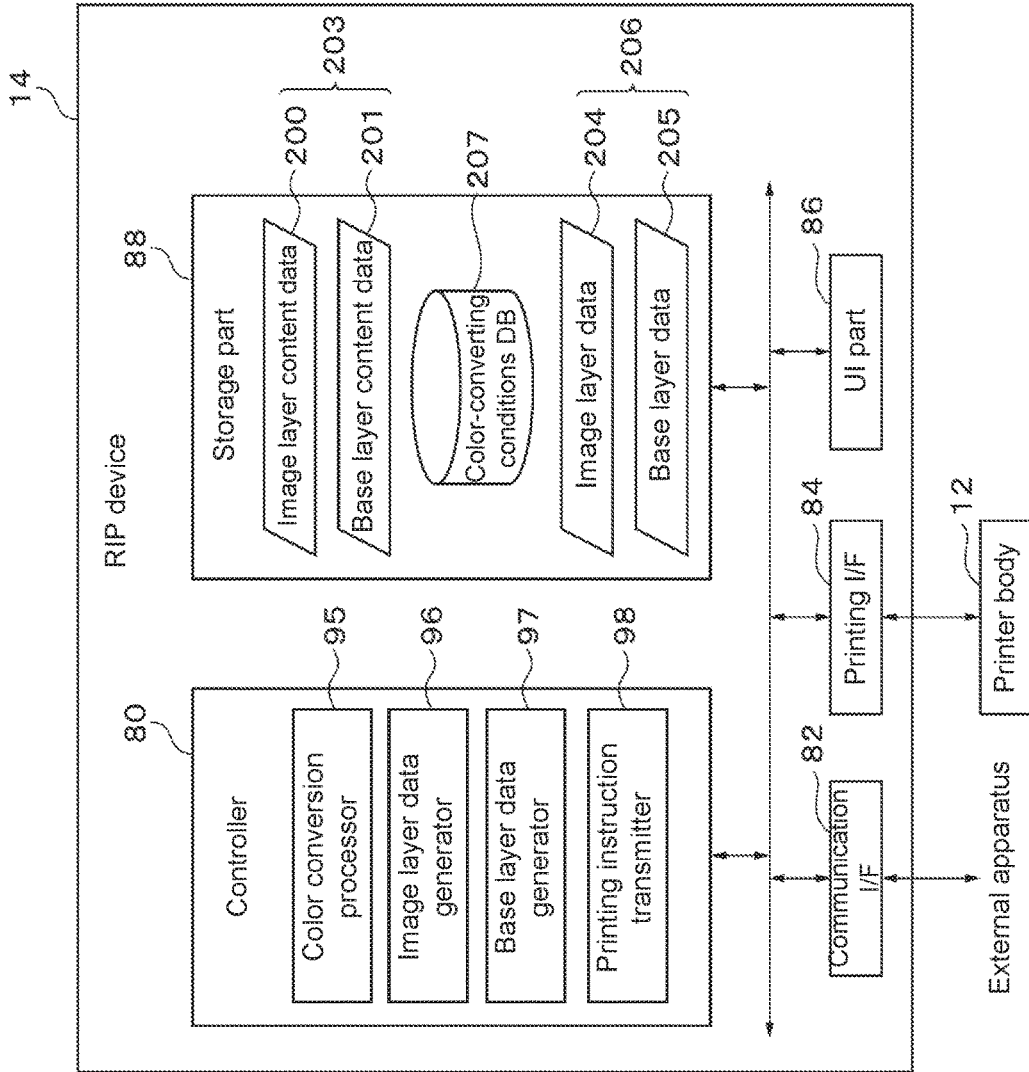 14
RIP device
80
Controller
Color conversion
processor
95
Image layer data
generator
96
Base layer data
generator
97
Printing instruction
transmitter
98
88
Storage part
Image layer content data
200
Base layer content data
201
203
Color-converting
conditions DB
207
Image layer data
204
Base layer data
205
206
82
Communication
I/F
84
Printing I/F
86
UI part
External apparatus
12
Printer body